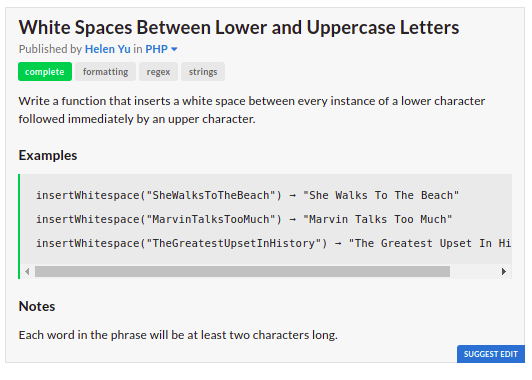 White Spaces Between Lower and Uppercase Letters
Published by Helen Yu in PHP
complete formatting regex strings
Write a function that inserts a white space between every instance of a lower character
followed immediately by an upper character.
Examples
insertWhitespace("SheWalksToTheBeach") → "She Walks To The Beach"
insertWhitespace("MarvinTalksTooMuch") → "Marvin Talks Too Much"
insertWhitespace("TheGreatestUpsetInHistory") → "The Greatest Upset In Hi
Notes
Each word in the phrase will be at least two characters long.
SUGGEST EDIT